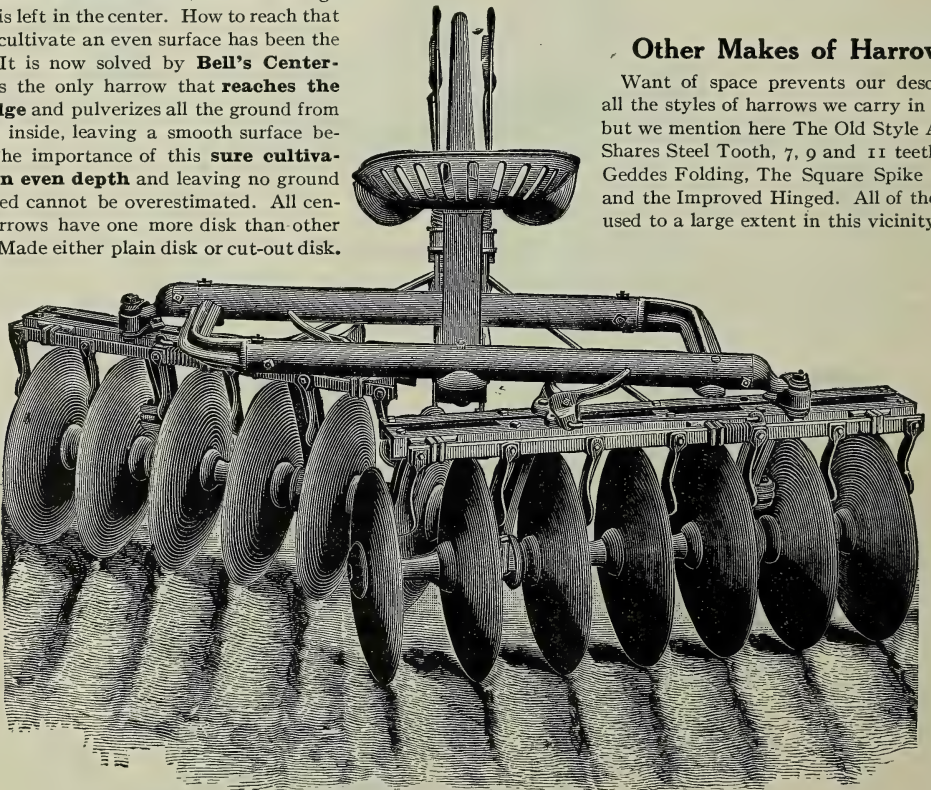 is left in the center. How to reach that
cultivate an even surface has been the
It is now solved by Bell's Center-
s the only harrow that reaches the
lge and pulverizes all the ground from
inside, leaving a smooth surface be-
he importance of this sure cultiva-
n even depth and leaving no ground
ed cannot be overestimated. All cen-
rrows have one more disk than other
Made either plain disk or cut-out disk.
Other Makes of Harrow
Want of space prevents our desc
all the styles of harrows we carry in
but we mention here The Old Style A
Shares Steel Tooth, 7, 9 and 11 teeth
Geddes Folding, The Square Spike
and the Improved Hinged. All of the
used to a large extent in this vicinity